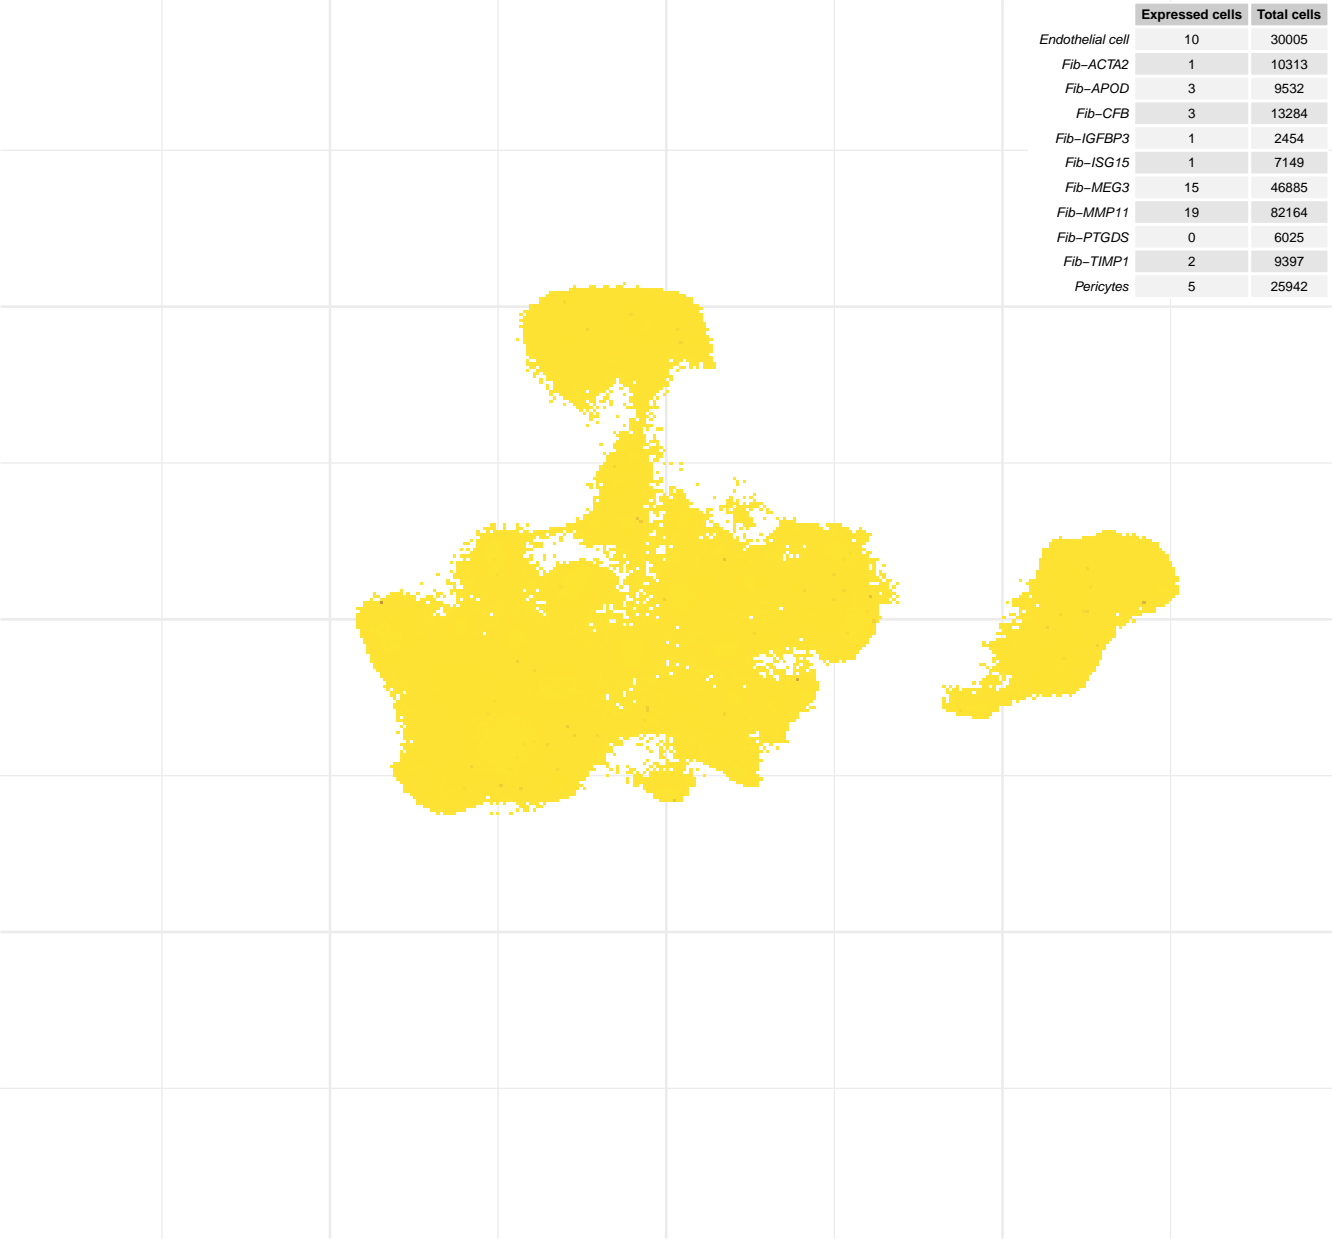 Expressed cells Total cells
Endothelial cell 10 30005
Fib−ACTA2 1 10313
Fib−APOD 3 9532
Fib−CFB 3 13284
Fib−IGFBP3 1 2454
Fib−ISG15 1 7149
Fib−MEG3 15 46885
Fib−MMP11 19 82164
Fib−PTGDS 0 6025
Fib−TIMP1 2 9397
Pericytes 5 25942